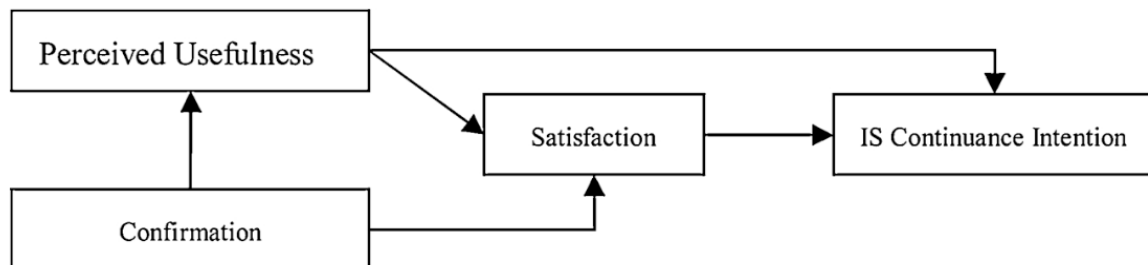 Perceived Usefulness
Satisfaction
IS Continuance Intention
Confirmation